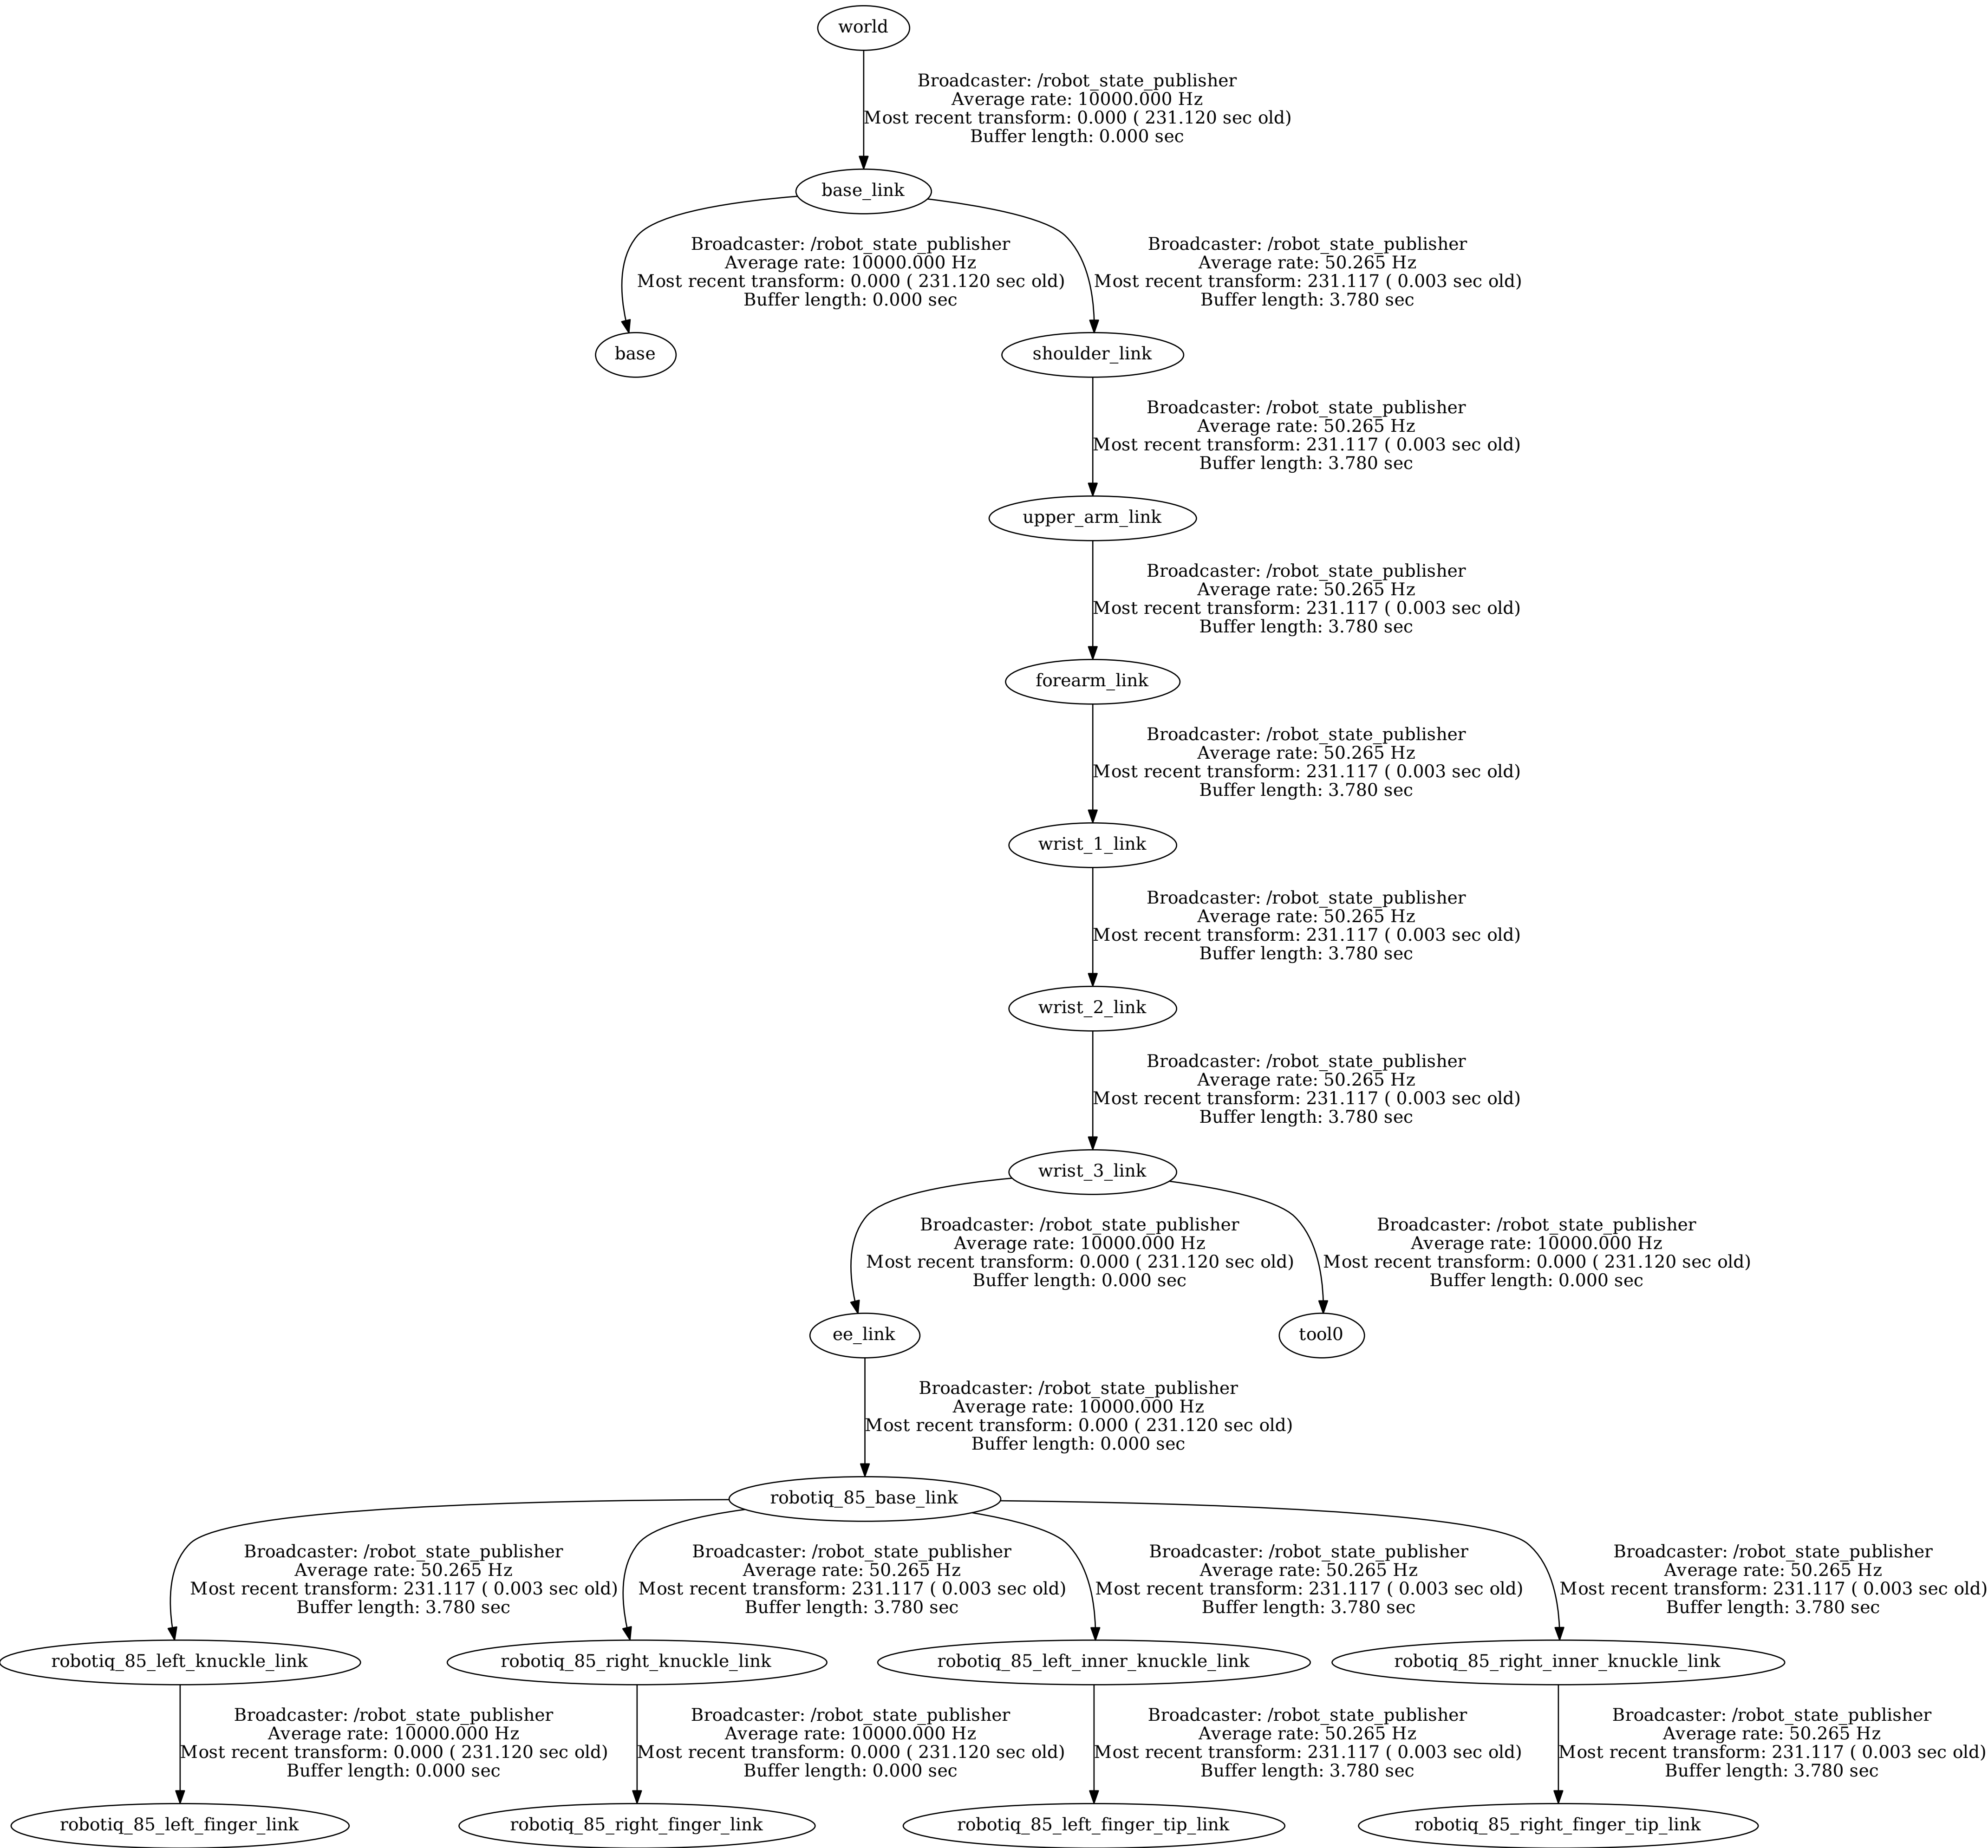 world
Broadcaster: /robot_state_publisher
Average rate: 10000.000 Hz
Most recent transform: 0.000 ( 231.120 sec old)
Buffer length: 0.000 sec
base_link
Broadcaster: /robot_state_publisher
Average rate: 10000.000 Hz
Most recent transform: 0.000 ( 231.120 sec old)
Buffer length: 0.000 sec
Broadcaster: /robot_state_publisher
Average rate: 50.265 Hz
Most recent transform: 231.117 ( 0.003 sec old)
Buffer length: 3.780 sec
base
shoulder_link
Broadcaster: /robot_state_publisher
Average rate: 50.265 Hz
Most recent transform: 231.117 ( 0.003 sec old)
Buffer length: 3.780 sec
upper_arm_link
Broadcaster: /robot_state_publisher
Average rate: 50.265 Hz
Most recent transform: 231.117 ( 0.003 sec old)
Buffer length: 3.780 sec
forearm_link
Broadcaster: /robot_state_publisher
Average rate: 50.265 Hz
Most recent transform: 231.117 ( 0.003 sec old)
Buffer length: 3.780 sec
wrist_1_link
Broadcaster: /robot_state_publisher
Average rate: 50.265 Hz
Most recent transform: 231.117 ( 0.003 sec old)
Buffer length: 3.780 sec
wrist_2_link
Broadcaster: /robot_state_publisher
Average rate: 50.265 Hz
Most recent transform: 231.117 ( 0.003 sec old)
Buffer length: 3.780 sec
wrist_3_link
Broadcaster: /robot_state_publisher
Average rate: 10000.000 Hz
Most recent transform: 0.000 ( 231.120 sec old)
Buffer length: 0.000 sec
Broadcaster: /robot_state_publisher
Average rate: 10000.000 Hz
Most recent transform: 0.000 ( 231.120 sec old)
Buffer length: 0.000 sec
ee_link
tool0
Broadcaster: /robot_state_publisher
Average rate: 10000.000 Hz
Most recent transform: 0.000 ( 231.120 sec old)
Buffer length: 0.000 sec
robotiq_85_base_link
Broadcaster: /robot_state_publisher
Average rate: 50.265 Hz
Most recent transform: 231.117 ( 0.003 sec old)
Buffer length: 3.780 sec
Broadcaster: /robot_state_publisher
Average rate: 50.265 Hz
Most recent transform: 231.117 ( 0.003 sec old)
Buffer length: 3.780 sec
Broadcaster: /robot_state_publisher
Average rate: 50.265 Hz
Most recent transform: 231.117 ( 0.003 sec old)
Buffer length: 3.780 sec
Broadcaster: /robot_state_publisher
Average rate: 50.265 Hz
Most recent transform: 231.117 ( 0.003 sec old)
Buffer length: 3.780 sec
robotiq_85_left_knuckle_link
robotiq_85_right_knuckle_link
robotiq_85_left_inner_knuckle_link
robotiq_85_right_inner_knuckle_link
Broadcaster: /robot_state_publisher
Average rate: 10000.000 Hz
Most recent transform: 0.000 ( 231.120 sec old)
Buffer length: 0.000 sec
Broadcaster: /robot_state_publisher
Average rate: 10000.000 Hz
Most recent transform: 0.000 ( 231.120 sec old)
Buffer length: 0.000 sec
Broadcaster: /robot_state_publisher
Average rate: 50.265 Hz
Most recent transform: 231.117 ( 0.003 sec old)
Buffer length: 3.780 sec
Broadcaster: /robot_state_publisher
Average rate: 50.265 Hz
Most recent transform: 231.117 ( 0.003 sec old)
Buffer length: 3.780 sec
robotiq_85_left_finger_link
robotiq_85_right_finger_link
robotiq_85_left_finger_tip_link
robotiq_85_right_finger_tip_link